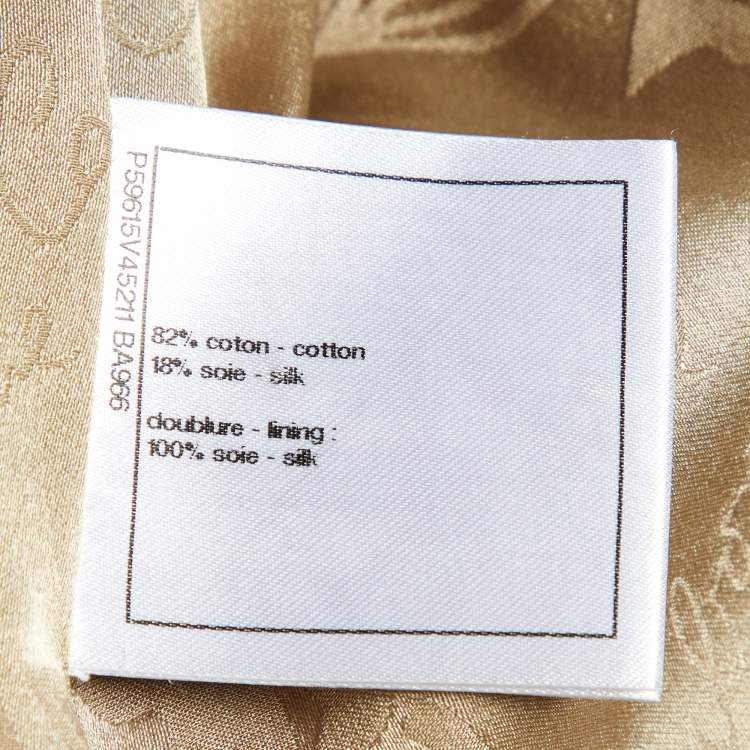 P59615V45211 BA966
82% coton - cotton
18% soie - silk
doublure - lining :
100% soie - silk